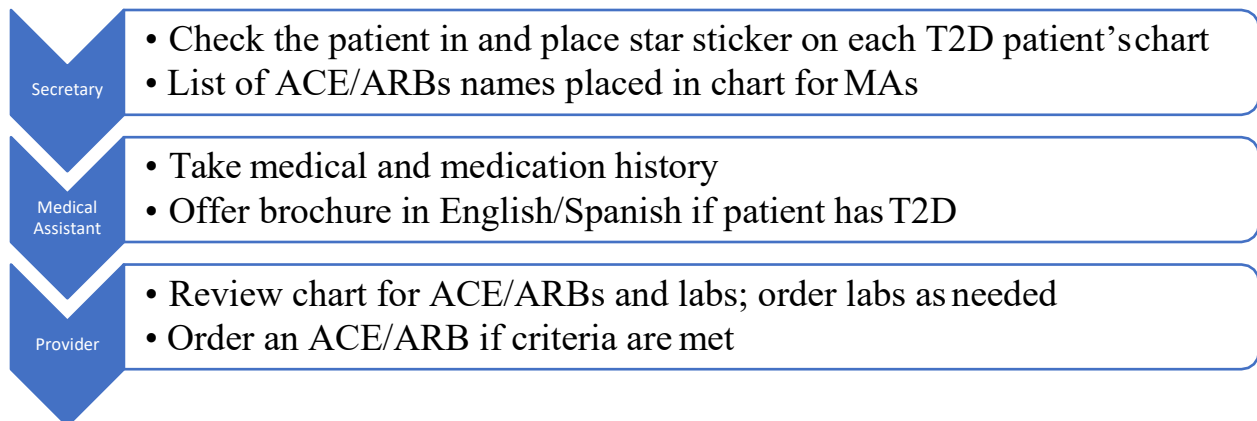 Secretary
• Check the patient in and place star sticker on each T2D patient's chart
• List of ACE/ARBs names placed in chart for MAs
Medical
Assistant
• Take medical and medication history
• Offer brochure in English/Spanish if patient has T2D
Provider
• Review chart for ACE/ARBs and labs; order labs as needed
• Order an ACE/ARB if criteria are met